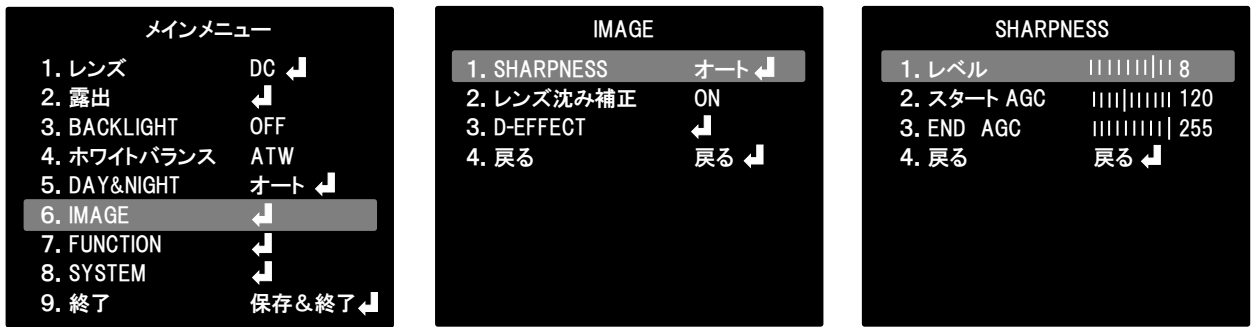 メインメニュー
1. レンズ DC
2. 露出
3. BACKLIGHT OFF
4. ホワイトバランス ATW
5. DAY&NIGHT オート
6. IMAGE
7. FUNCTION
8. SYSTEM
9. 終了 保存&終了
IMAGE
1. SHARPNESS オート
2. レンズ沈み補正 ON
3. D-EFFECT
4. 戻る 戻る
SHARPNESS
1. レベル 8
2. スタート AGC 120
3. END AGC 255
4. 戻る 戻る